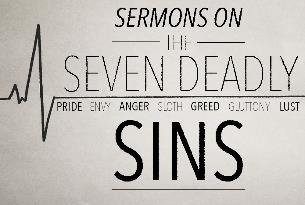 SERMONS ON
THE
SEVEN DEADLY
PRIDE ENVY ANGER SLOTH GREED GLUTTONY LUST
SINS